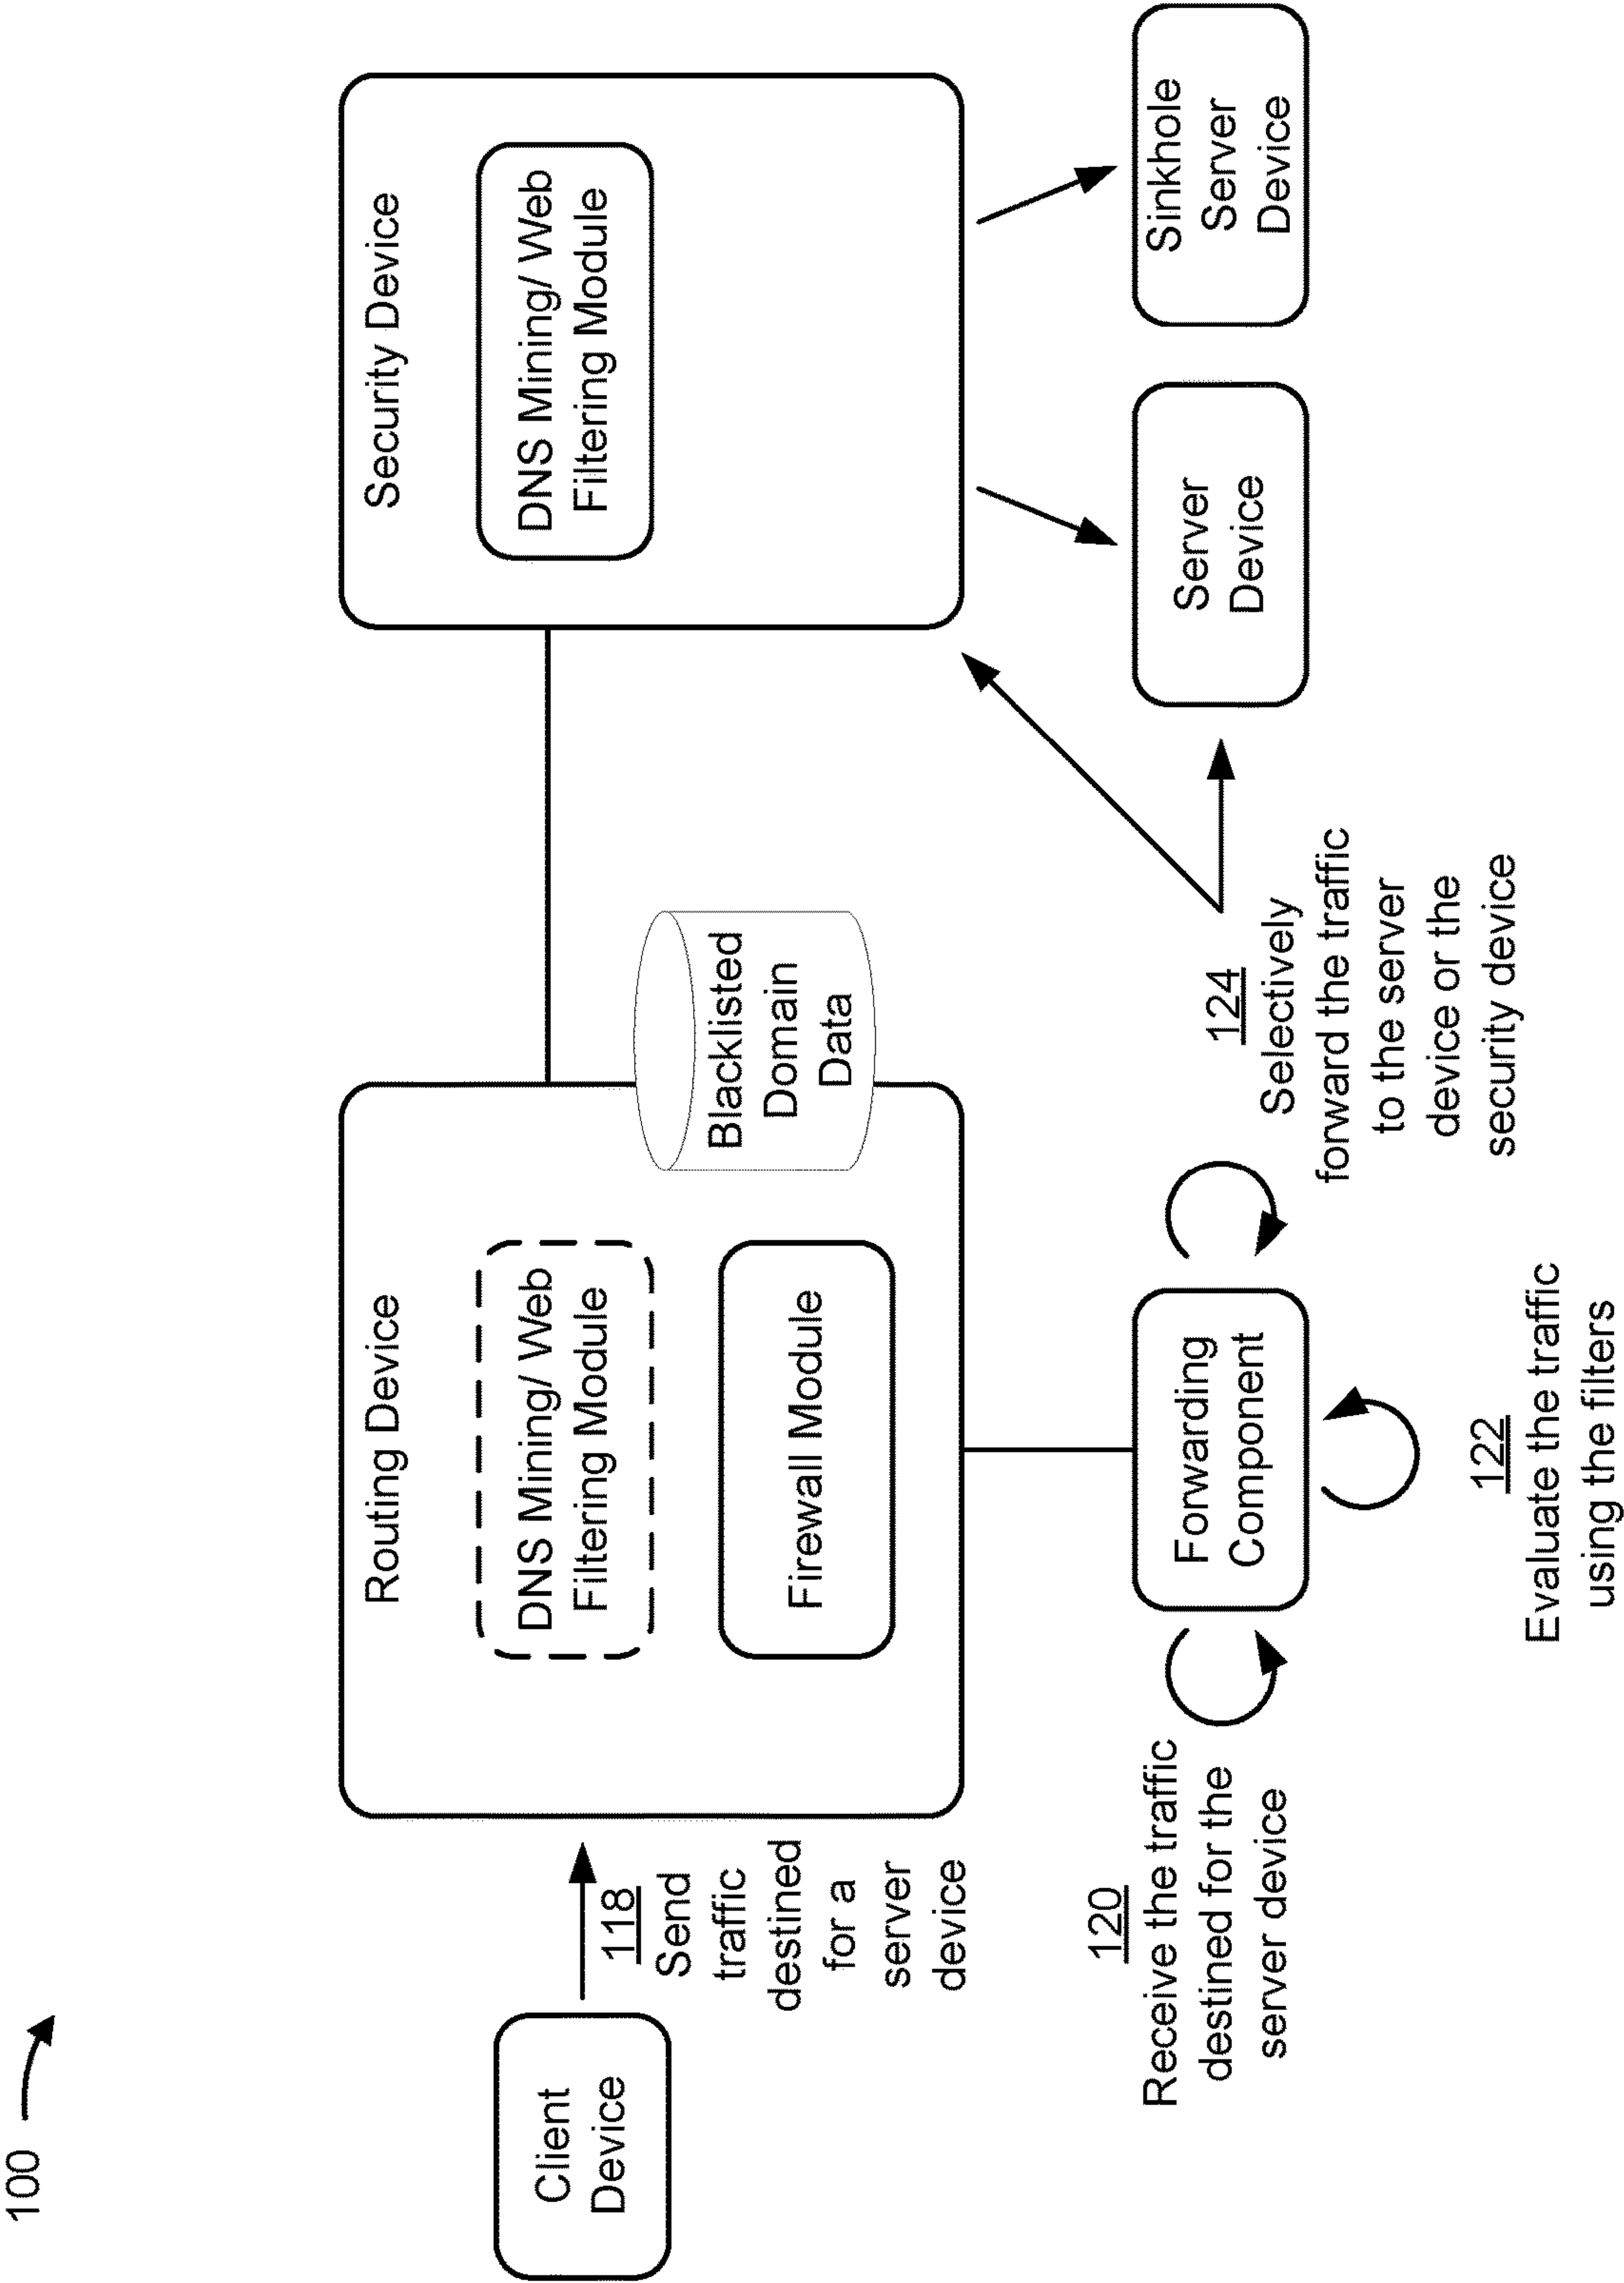 100
Client
Device
118
Send
traffic
destined
for a
server
device
Routing Device
DNS Mining/ Web
Filtering Module
Firewall Module
Blacklisted
Domain
Data
Security Device
DNS Mining/ Web
Filtering Module
120
Receive the traffic
destined for the
server device
Forwarding
Component
122
Evaluate the traffic
using the filters
124
Selectively
forward the traffic
to the server
device or the
security device
Server
Device
Sinkhole
Server
Device